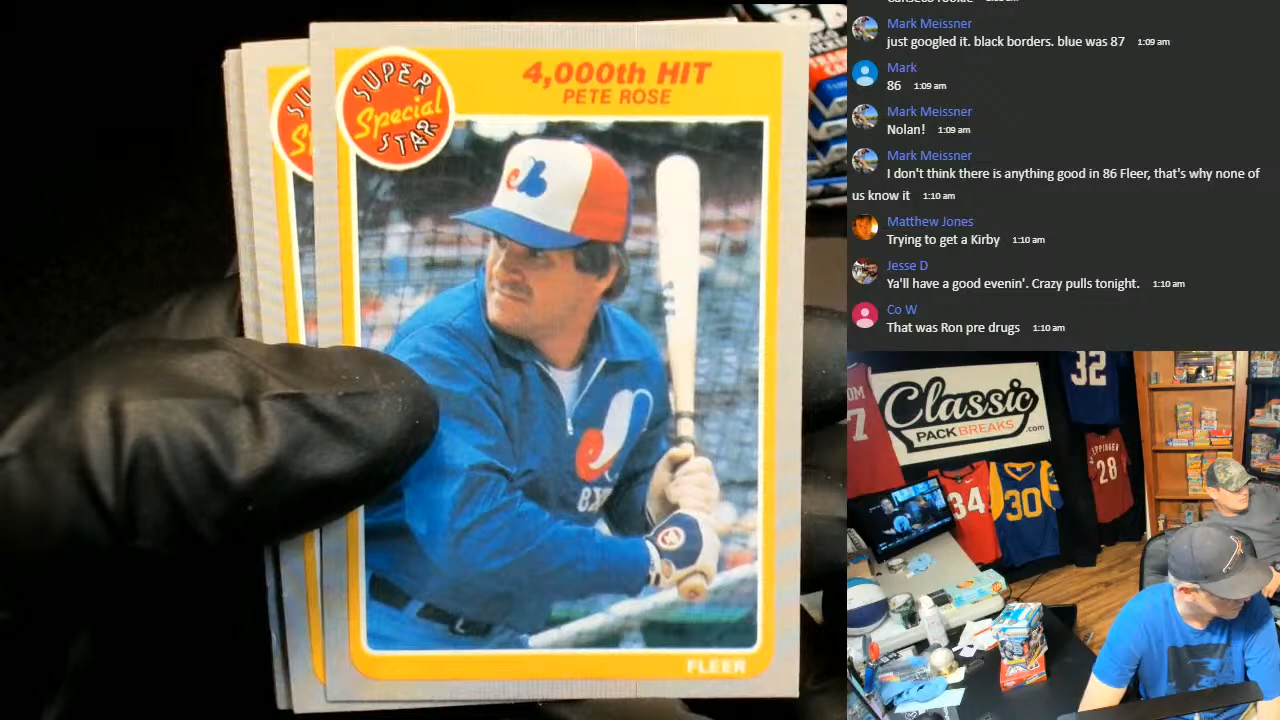 SUPER
Special
STAR
4,000th HIT
PETE ROSE
FLEER
Mark Meissner
just googled it. black borders. blue was 87 1:09 am
Mark
86 1:09 am
Mark Meissner
Nolan! 1:09 am
Mark Meissner
I don't think there is anything good in 86 Fleer, that's why none of
us know it 1:10 am
Matthew Jones
Trying to get a Kirby 1:10 am
Jesse D
Ya'll have a good evenin'. Crazy pulls tonight. 1:10 am
Co W
That was Ron pre drugs 1:10 am
Classic
PACK BREAKS.com
32
7
34
30
28